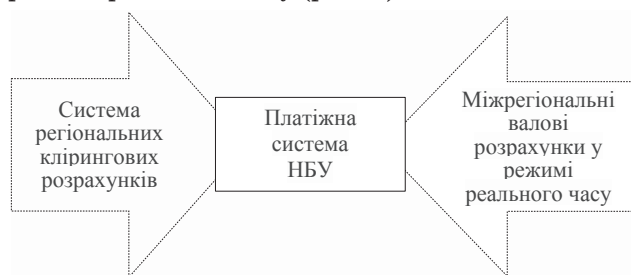 Система
регіональних
клірингових
розрахунків
Платіжна
система
НБУ
Міжрегіональні
валові
розрахунки у
режимі
реального часу